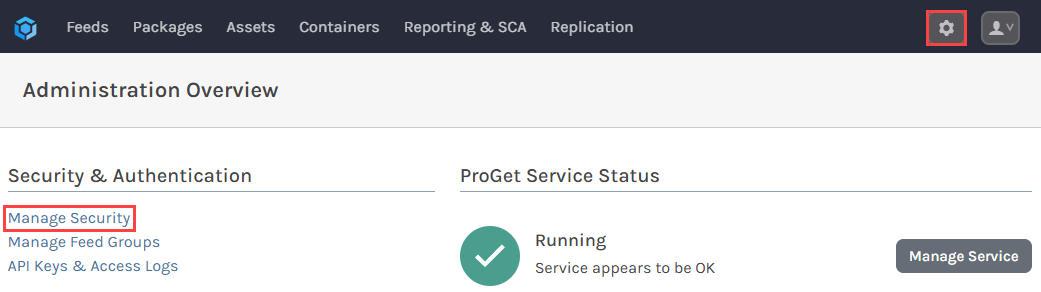 Feeds Packages Assets Containers Reporting & SCA Replication
Administration Overview
Security & Authentication
Manage Security
Manage Feed Groups
API Keys & Access Logs
ProGet Service Status
Running
Service appears to be OK
Manage Service